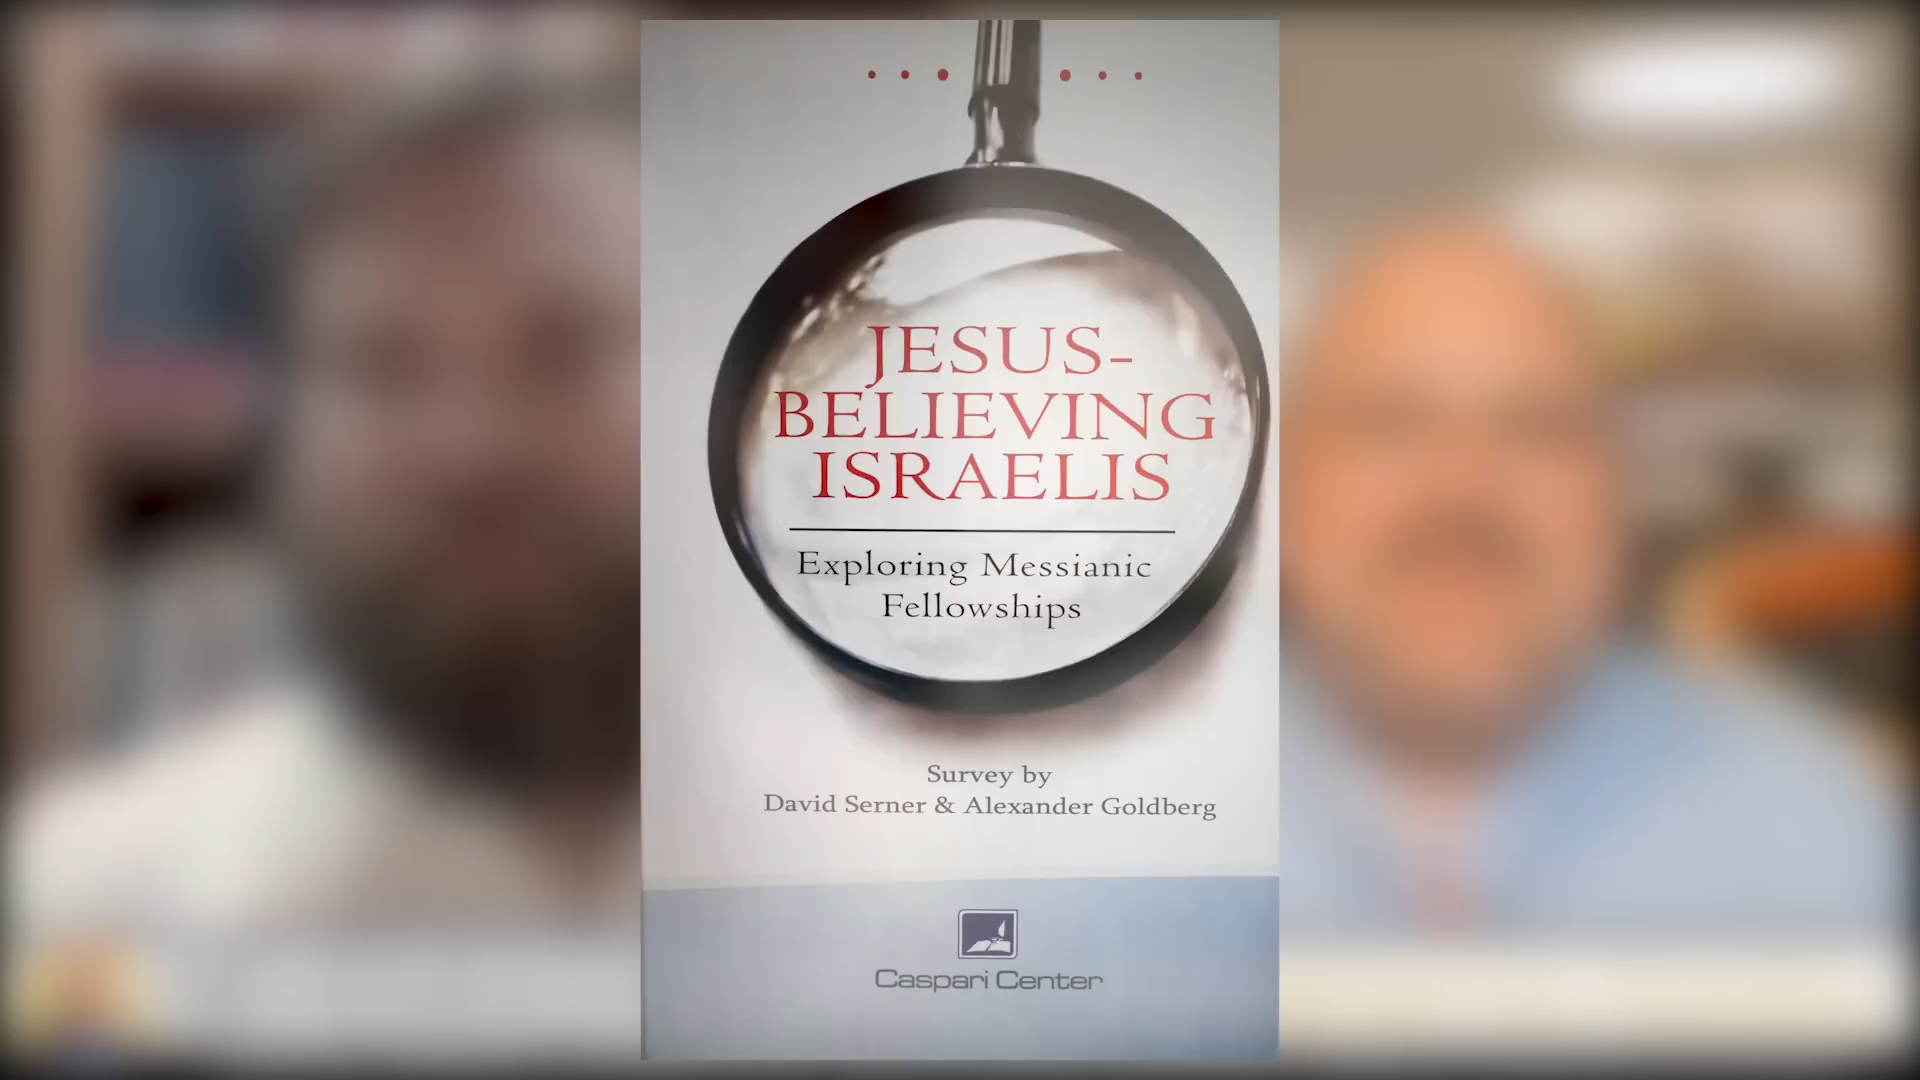 JESUS-
BELIEVING
ISRAELIS
Exploring Messianic
Fellowships
Survey by
David Serner & Alexander Goldberg
Caspari Center